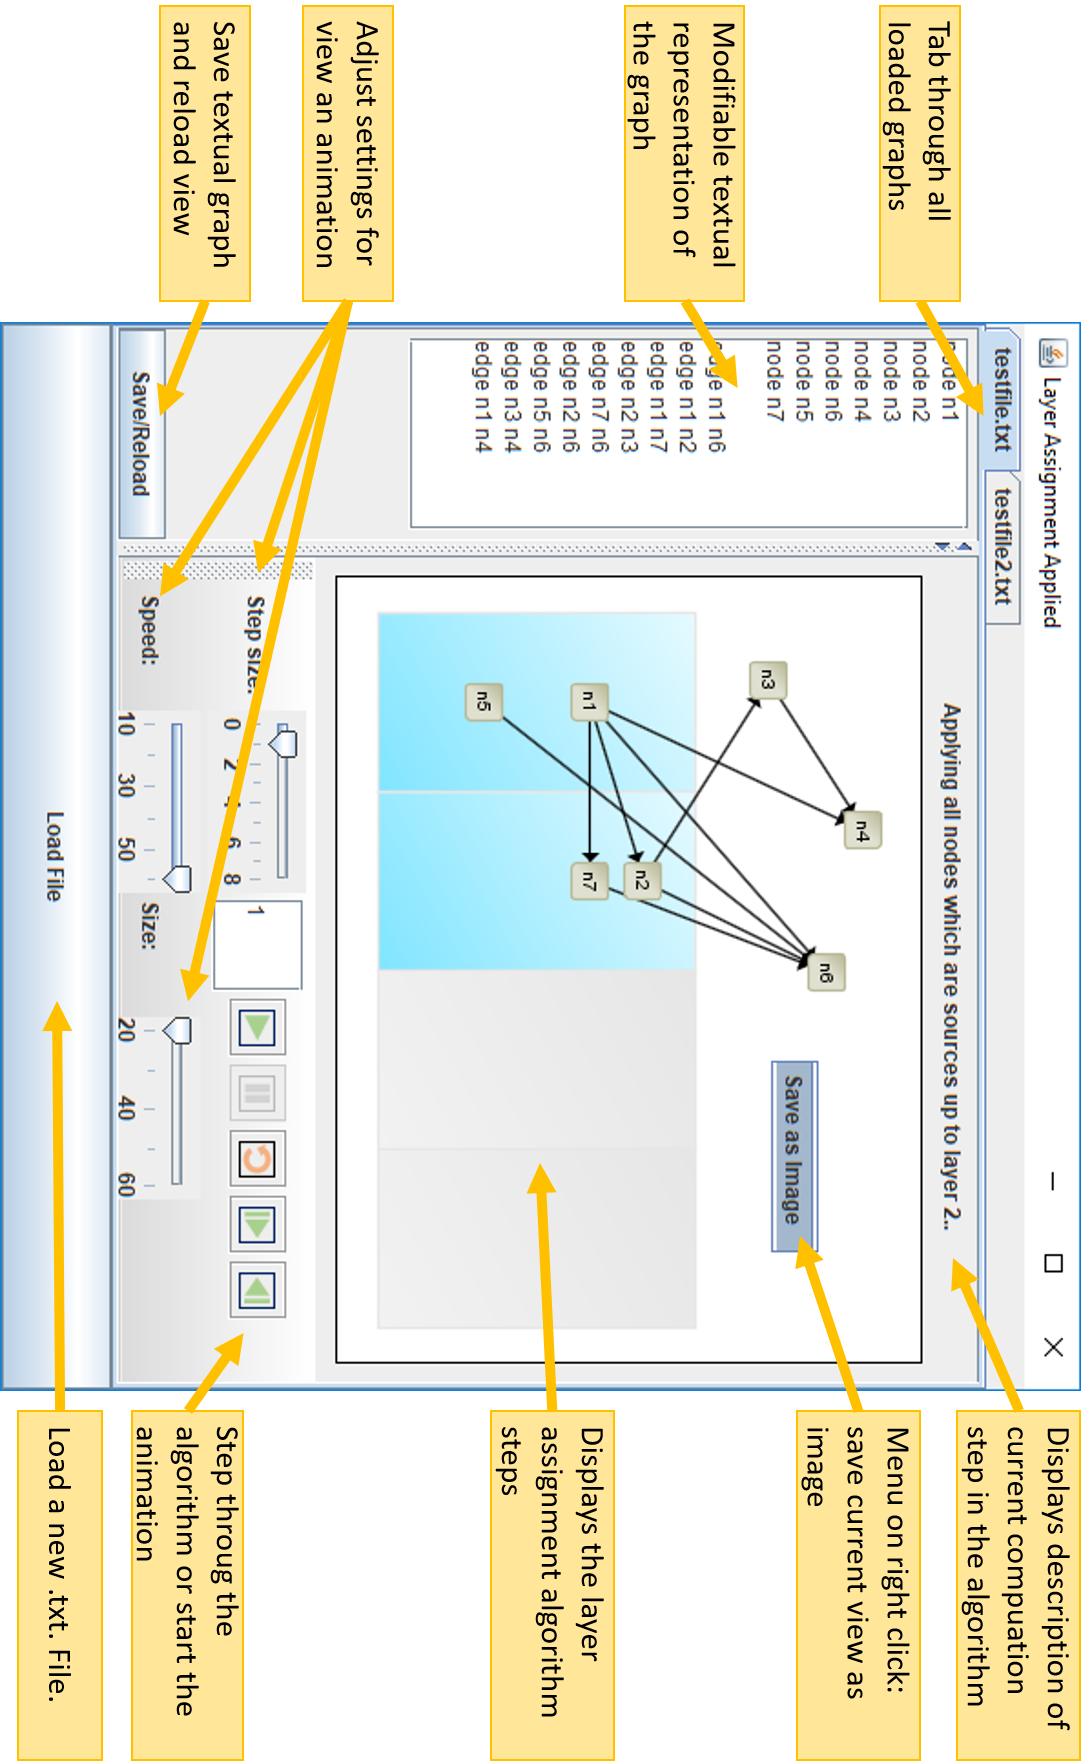 Tab through all
loaded graphs
Modifiable textual
representation of
the graph
Adjust settings for
view an animation
Save textual graph
and reload view
Layer Assignment Applied
testfile.txt
testfile2.txt
node n1
node n2
node n3
node n4
node n6
node n5
node n7
edge n1 n6
edge n1 n2
edge n1 n7
edge n2 n3
edge n7 n6
edge n2 n6
edge n5 n6
edge n3 n4
edge n1 n4
Save/Reload
Applying all nodes which are sources up to layer 2..
n4
n6
n3
Save as Image
n2
n1
n7
n5
Step size:
0 2 4 6 8
1
Speed:
10 30 50
Size:
20 40 60
Load File
Displays description of
current compuation
step in the algorithm
Menu on right click:
save current view as
image
Displays the layer
assignment algorithm
steps
Step throug the
algorithm or start the
animation
Load a new .txt. File.